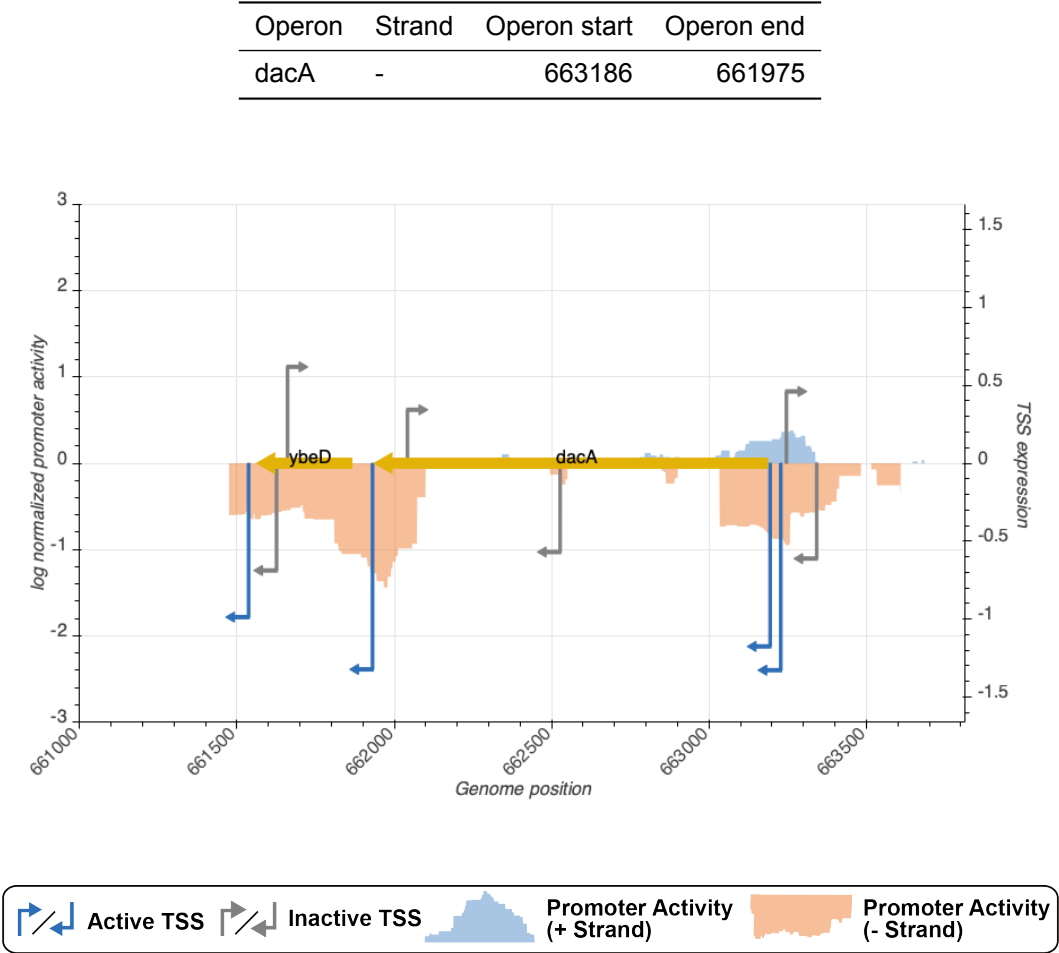 Operon Strand Operon start Operon end
dacA - 663186 661975
3
2
1
0
-1
-2
-3
log normalized promoter activity
1.5
1
0.5
0
-0.5
-1
-1.5
TSS expression
ybeD
dacA
661000
661500
662000
662500
663000
663500
Genome position
Active TSS
Inactive TSS
Promoter Activity
(+ Strand)
Promoter Activity
(- Strand)